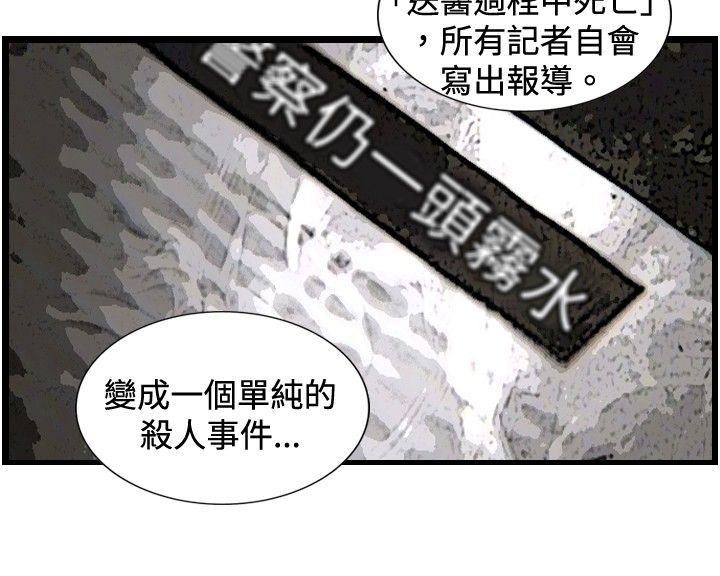 「送醫過程中死亡」
，所有記者自會
寫出報導。
警察仍一頭霧水
變成一個單純的
殺人事件...